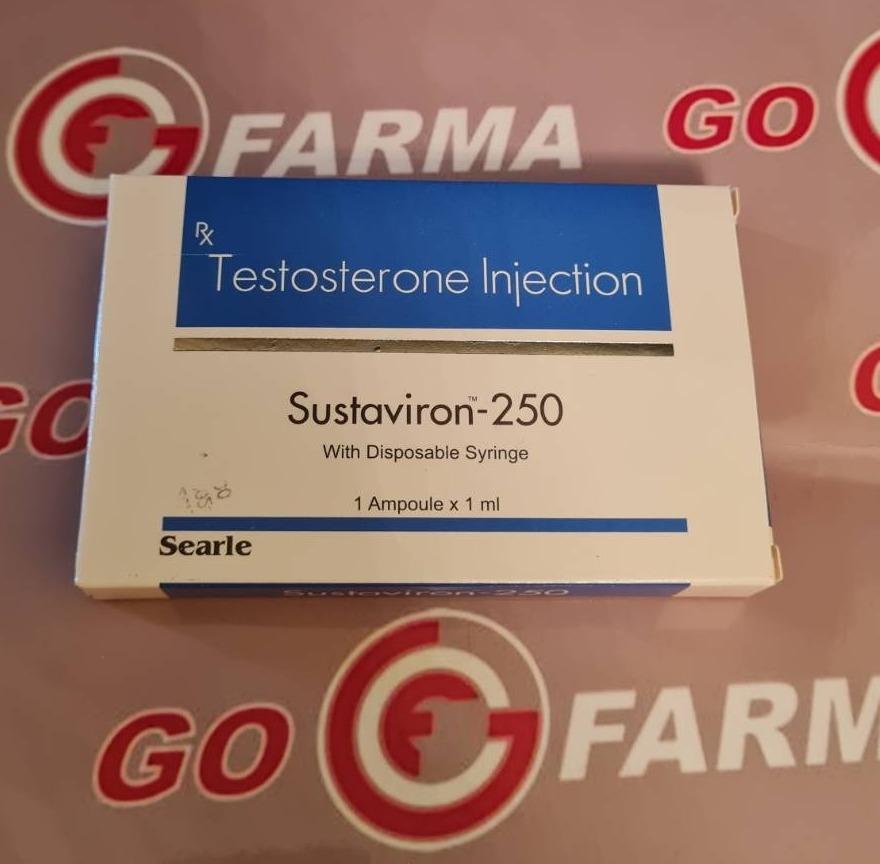 FARMA
GO
Rx
Testosterone Injection
GO
Sustaviron™-250
With Disposable Syringe
1 Ampoule x 1 ml
Searle
Sustaviron-250
GO
FARM